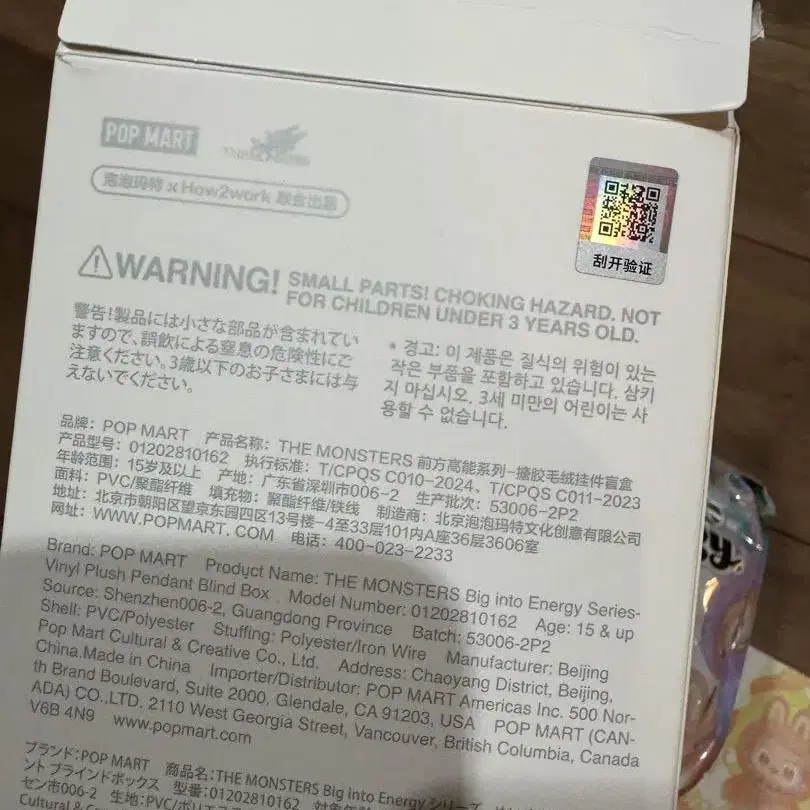 POP MART
泡泡玛特 x How2work 联合出品
刮开验证
WARNING! SMALL PARTS! CHOKING HAZARD. NOT
FOR CHILDREN UNDER 3 YEARS OLD.
警告!製品には小さな部品が含まれてい
ますので、誤飲による窒息の危険性にご
注意ください。3歳以下のお子さまには与
えないでください。
* 경고: 이 제품은 질식의 위험이 있는
작은 부품을 포함하고 있습니다. 삼키
지 마십시오. 3세 미만의 어린이는 사
용할 수 없습니다.
品牌: POP MART 产品名称: THE MONSTERS 前方高能系列-搪胶毛绒挂件盲盒
产品型号: 01202810162 执行标准: T/CPQS C010-2024、T/CPQS C011-2023
年龄范围: 15岁及以上 产地: 广东省深圳市006-2 生产批次: 53006-2P2
面料: PVC/聚酯纤维 填充物: 聚酯纤维/铁线 制造商: 北京泡泡玛特文化创意有限公司
地址: 北京市朝阳区望京东园四区13号楼-4至33层101内A座36层3606室
网址: WWW.POPMART.COM 电话: 400-023-2233
Brand: POP MART Product Name: THE MONSTERS Big into Energy Series-
Vinyl Plush Pendant Blind Box Model Number: 01202810162 Age: 15 & up
Source: Shenzhen006-2, Guangdong Province Batch: 53006-2P2
Shell: PVC/Polyester Stuffing: Polyester/Iron Wire Manufacturer: Beijing
Pop Mart Cultural & Creative Co., Ltd. Address: Chaoyang District, Beijing,
China.Made in China Importer/Distributor: POP MART Americas Inc. 500 Nor-
th Brand Boulevard, Suite 2000, Glendale, CA 91203, USA POP MART (CAN-
ADA) CO.,LTD. 2110 West Georgia Street, Vancouver, British Columbia, Canada
V6B 4N9 www.popmart.com
ブランド:POP MART 商品名:THE MONSTERS Big into Energy シリーズ
ント ブラインドボックス 型番:01202810162
セン市006-2 生地:PVC/ポリエス
Cultural &